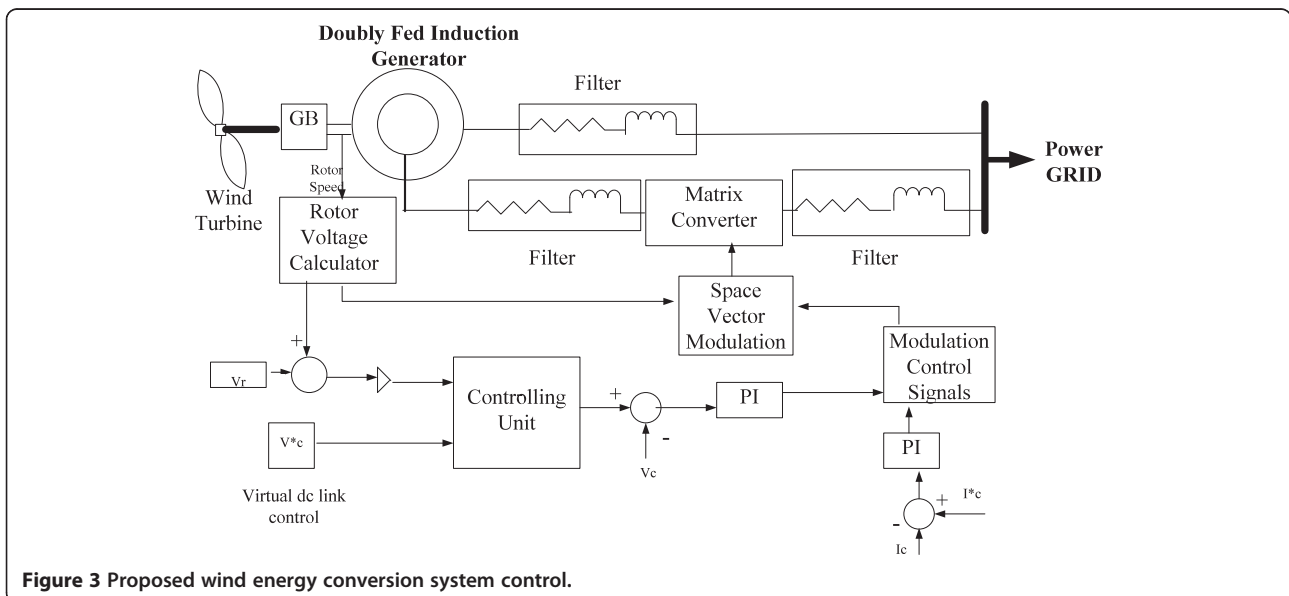 Doubly Fed Induction
Generator
Filter
GB
Power
GRID
Rotor
Speed
Wind
Turbine
Matrix
Converter
Rotor
Voltage
Calculator
Filter
Filter
Space
Vector
Modulation
+
Modulation
Control
Signals
Vr
Controlling
Unit
+
PI
-
V*c
Vc
PI
Virtual dc link
control
+
I*c
-
Ic
Figure 3 Proposed wind energy conversion system control.